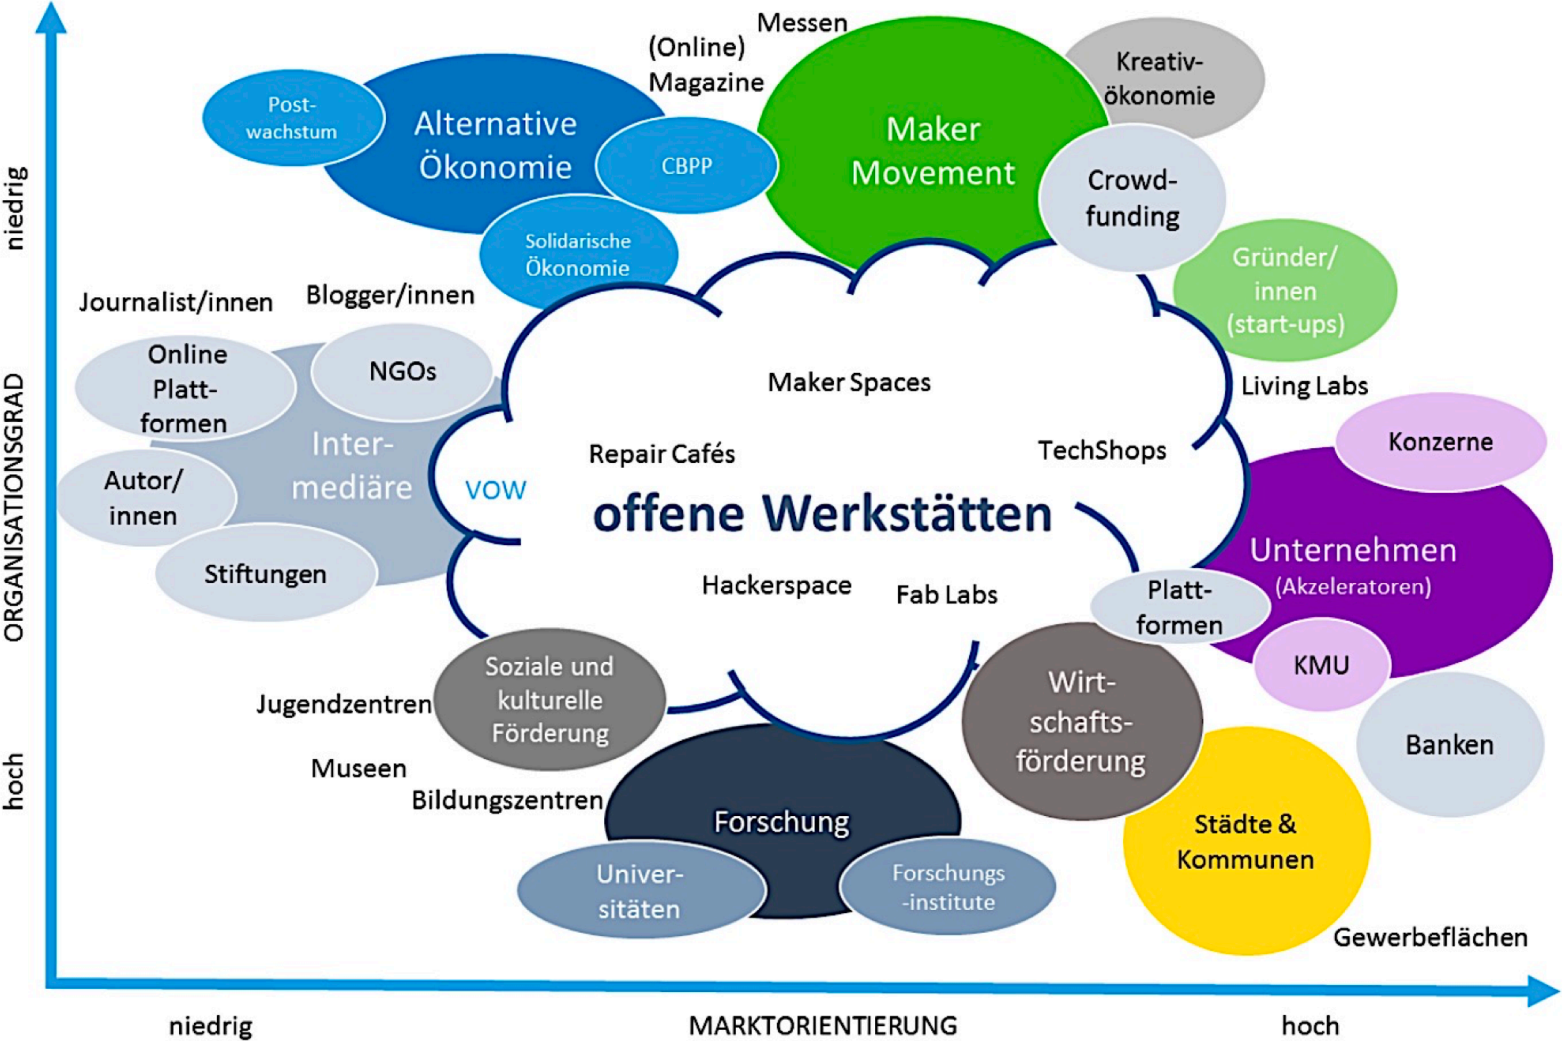 Messen
(Online)
Magazine
Kreativ-
ökonomie
Post-
wachstum
Alternative
Ökonomie
CBPP
Maker
Movement
Crowd-
funding
niedrig
Solidarische
Ökonomie
Gründer/
innen
(start-ups)
Journalist/innen
Blogger/innen
Online
Platt-
formen
NGOs
Maker Spaces
Living Labs
Inter-
mediäre
Repair Cafés
TechShops
Konzerne
Autor/
innen
VOW
offene Werkstätten
Unternehmen
(Akzeleratoren)
ORGANISATIONSGRAD
Stiftungen
Hackerspace
Fab Labs
Platt-
formen
KMU
Soziale und
kulturelle
Förderung
Jugendzentren
Wirt-
schafts-
förderung
Banken
hoch
Museen
Bildungszentren
Forschung
Städte &
Kommunen
Univer-
sitäten
Forschungs
-institute
Gewerbeflächen
niedrig
MARKTORIENTIERUNG
hoch